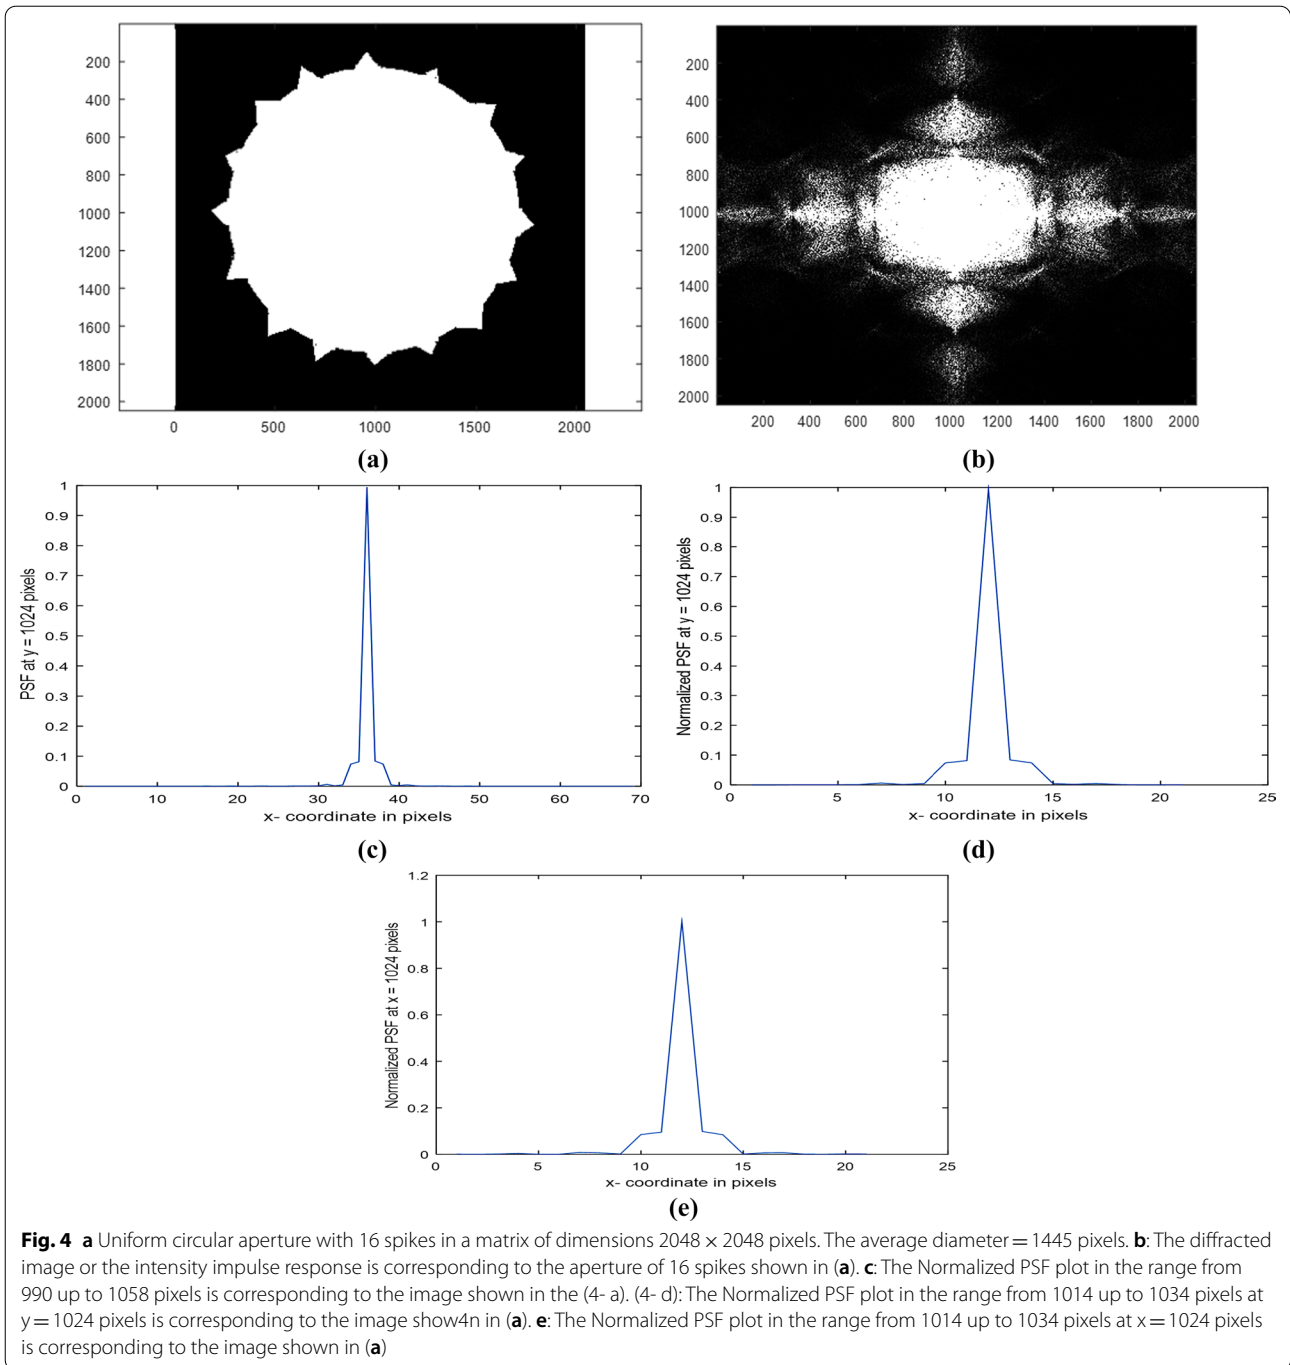 200
400
600
800
1000
1200
1400
1600
1800
2000
0 500 1000 1500 2000
(a)
200
400
600
800
1000
1200
1400
1600
1800
2000
200 400 600 800 1000 1200 1400 1600 1800 2000
(b)
PSF at y = 1024 pixels
1
0.9
0.8
0.7
0.6
0.5
0.4
0.3
0.2
0.1
0
0 10 20 30 40 50 60 70
x- coordinate in pixels
(c)
Normalized PSF at y = 1024 pixels
1
0.9
0.8
0.7
0.6
0.5
0.4
0.3
0.2
0.1
0
0 5 10 15 20 25
x- coordinate in pixels
(d)
Normalized PSF at x = 1024 pixels
1.2
1
0.8
0.6
0.4
0.2
0
0 5 10 15 20 25
x- coordinate in pixels
(e)
Fig. 4 a Uniform circular aperture with 16 spikes in a matrix of dimensions 2048 × 2048 pixels. The average diameter = 1445 pixels. b: The diffracted
image or the intensity impulse response is corresponding to the aperture of 16 spikes shown in (a). c: The Normalized PSF plot in the range from
990 up to 1058 pixels is corresponding to the image shown in the (4- a). (4- d): The Normalized PSF plot in the range from 1014 up to 1034 pixels at
y = 1024 pixels is corresponding to the image show4n in (a). e: The Normalized PSF plot in the range from 1014 up to 1034 pixels at x = 1024 pixels
is corresponding to the image shown in (a)